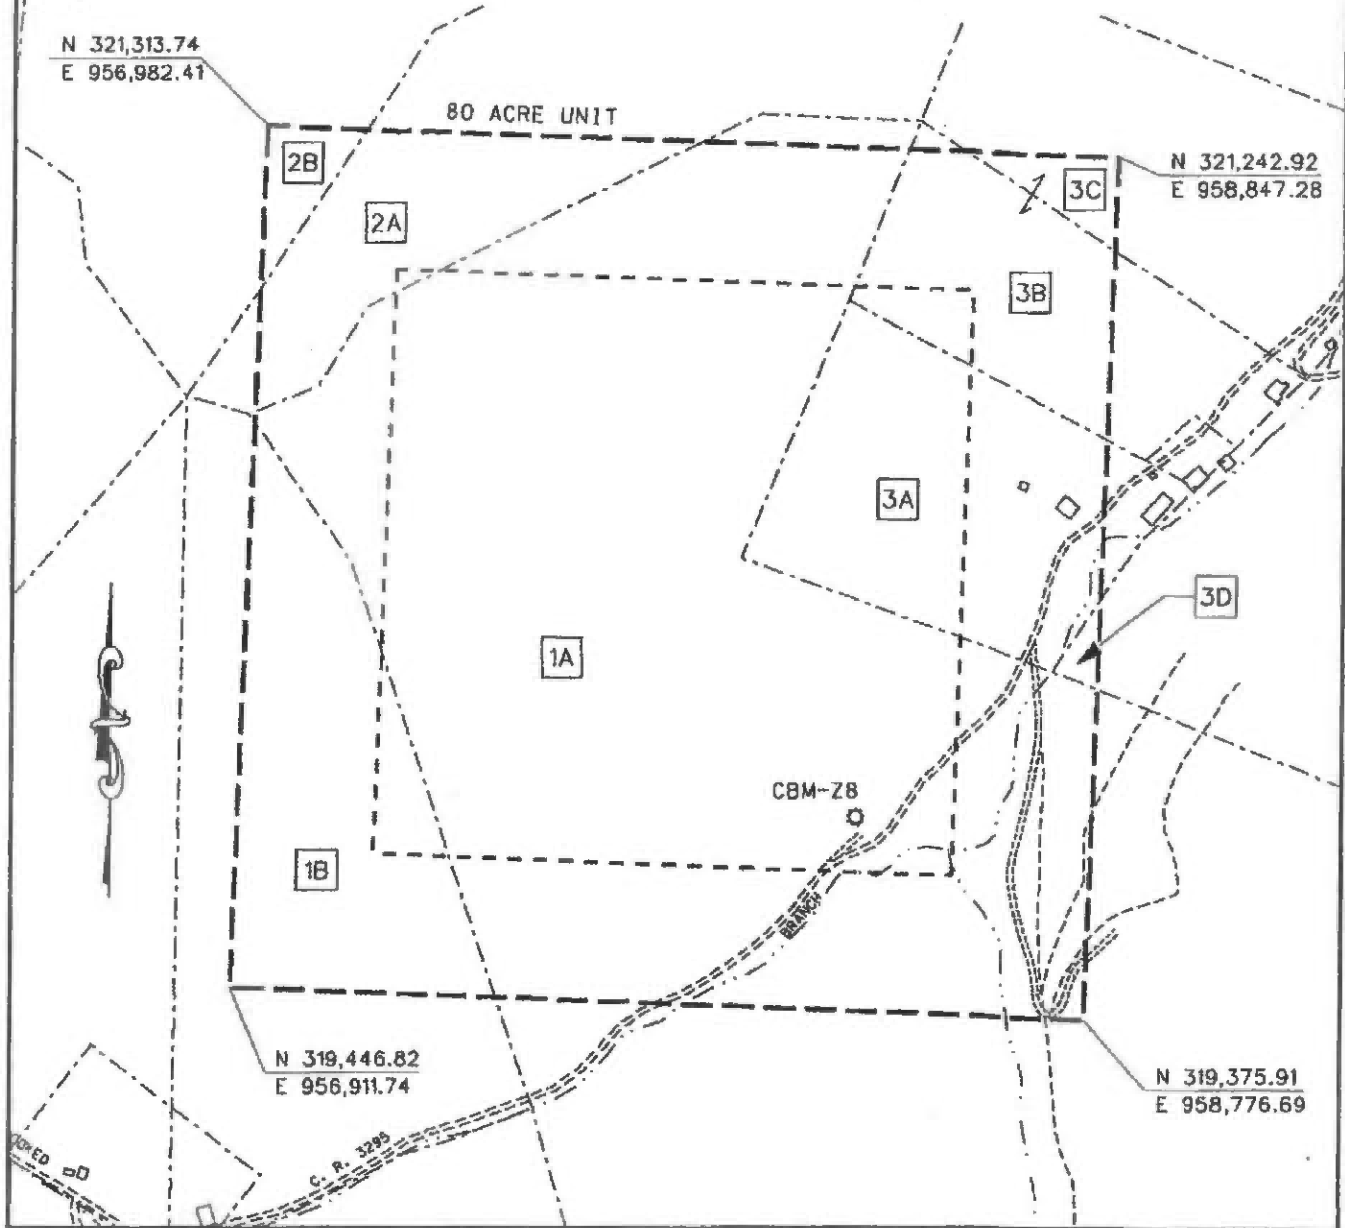 N 321,313.74
E 956,982.41
80 ACRE UNIT
2B
N 321,242.92
E 958,847.28
3C
2A
3B
3A
3D
1A
CBM-Z8
1B
BRANCH
N 319,446.82
E 956,911.74
N 319,375.91
E 958,776.69
C. R. 3295